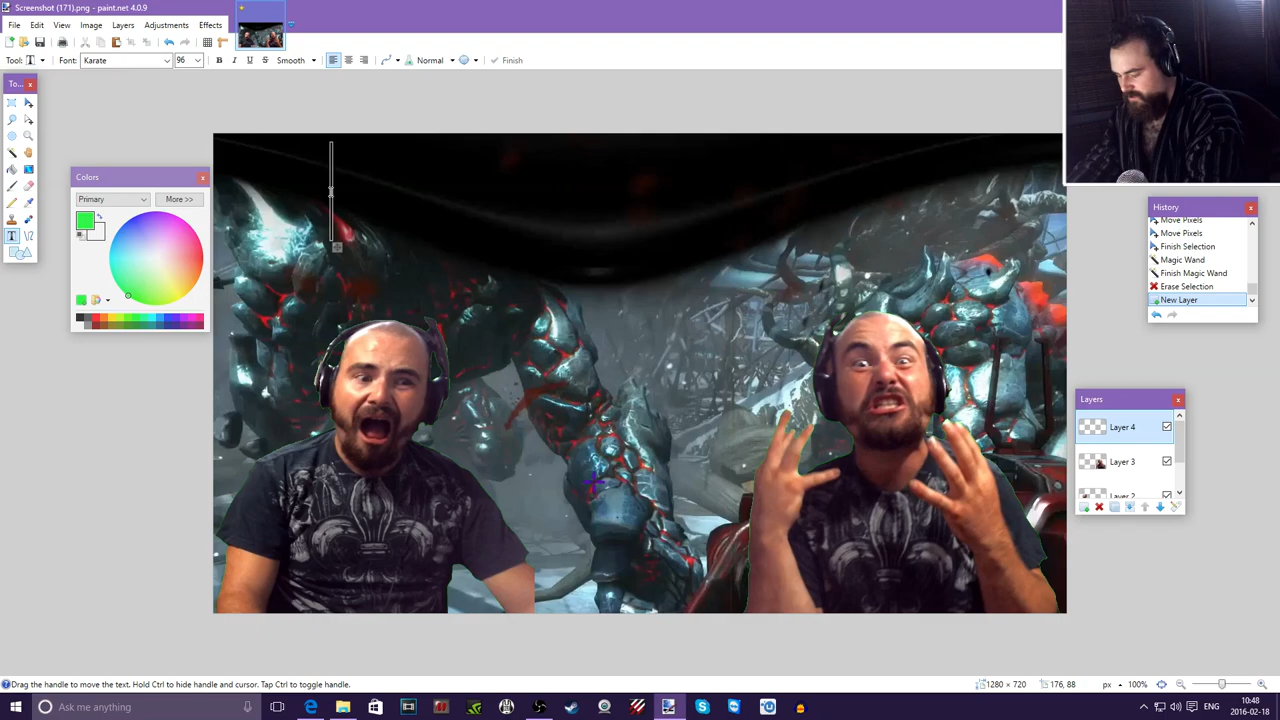 Screenshot (171).png - paint.net 4.0.9
File Edit View Image Layers Adjustments Effects
Tool: T Font: Karate 96 B I U S Smooth Normal Finish
To...
Colors
Primary More >>
History
Move Pixels
Move Pixels
Finish Selection
Magic Wand
Finish Magic Wand
Erase Selection
New Layer
Layers
Layer 4
Layer 3
Layer 2
Drag the handle to move the text. Hold Ctrl to hide handle and cursor. Tap Ctrl to toggle handle. 1280 × 720 176, 88 px 100%
Ask me anything ENG 10:48
2016-02-18